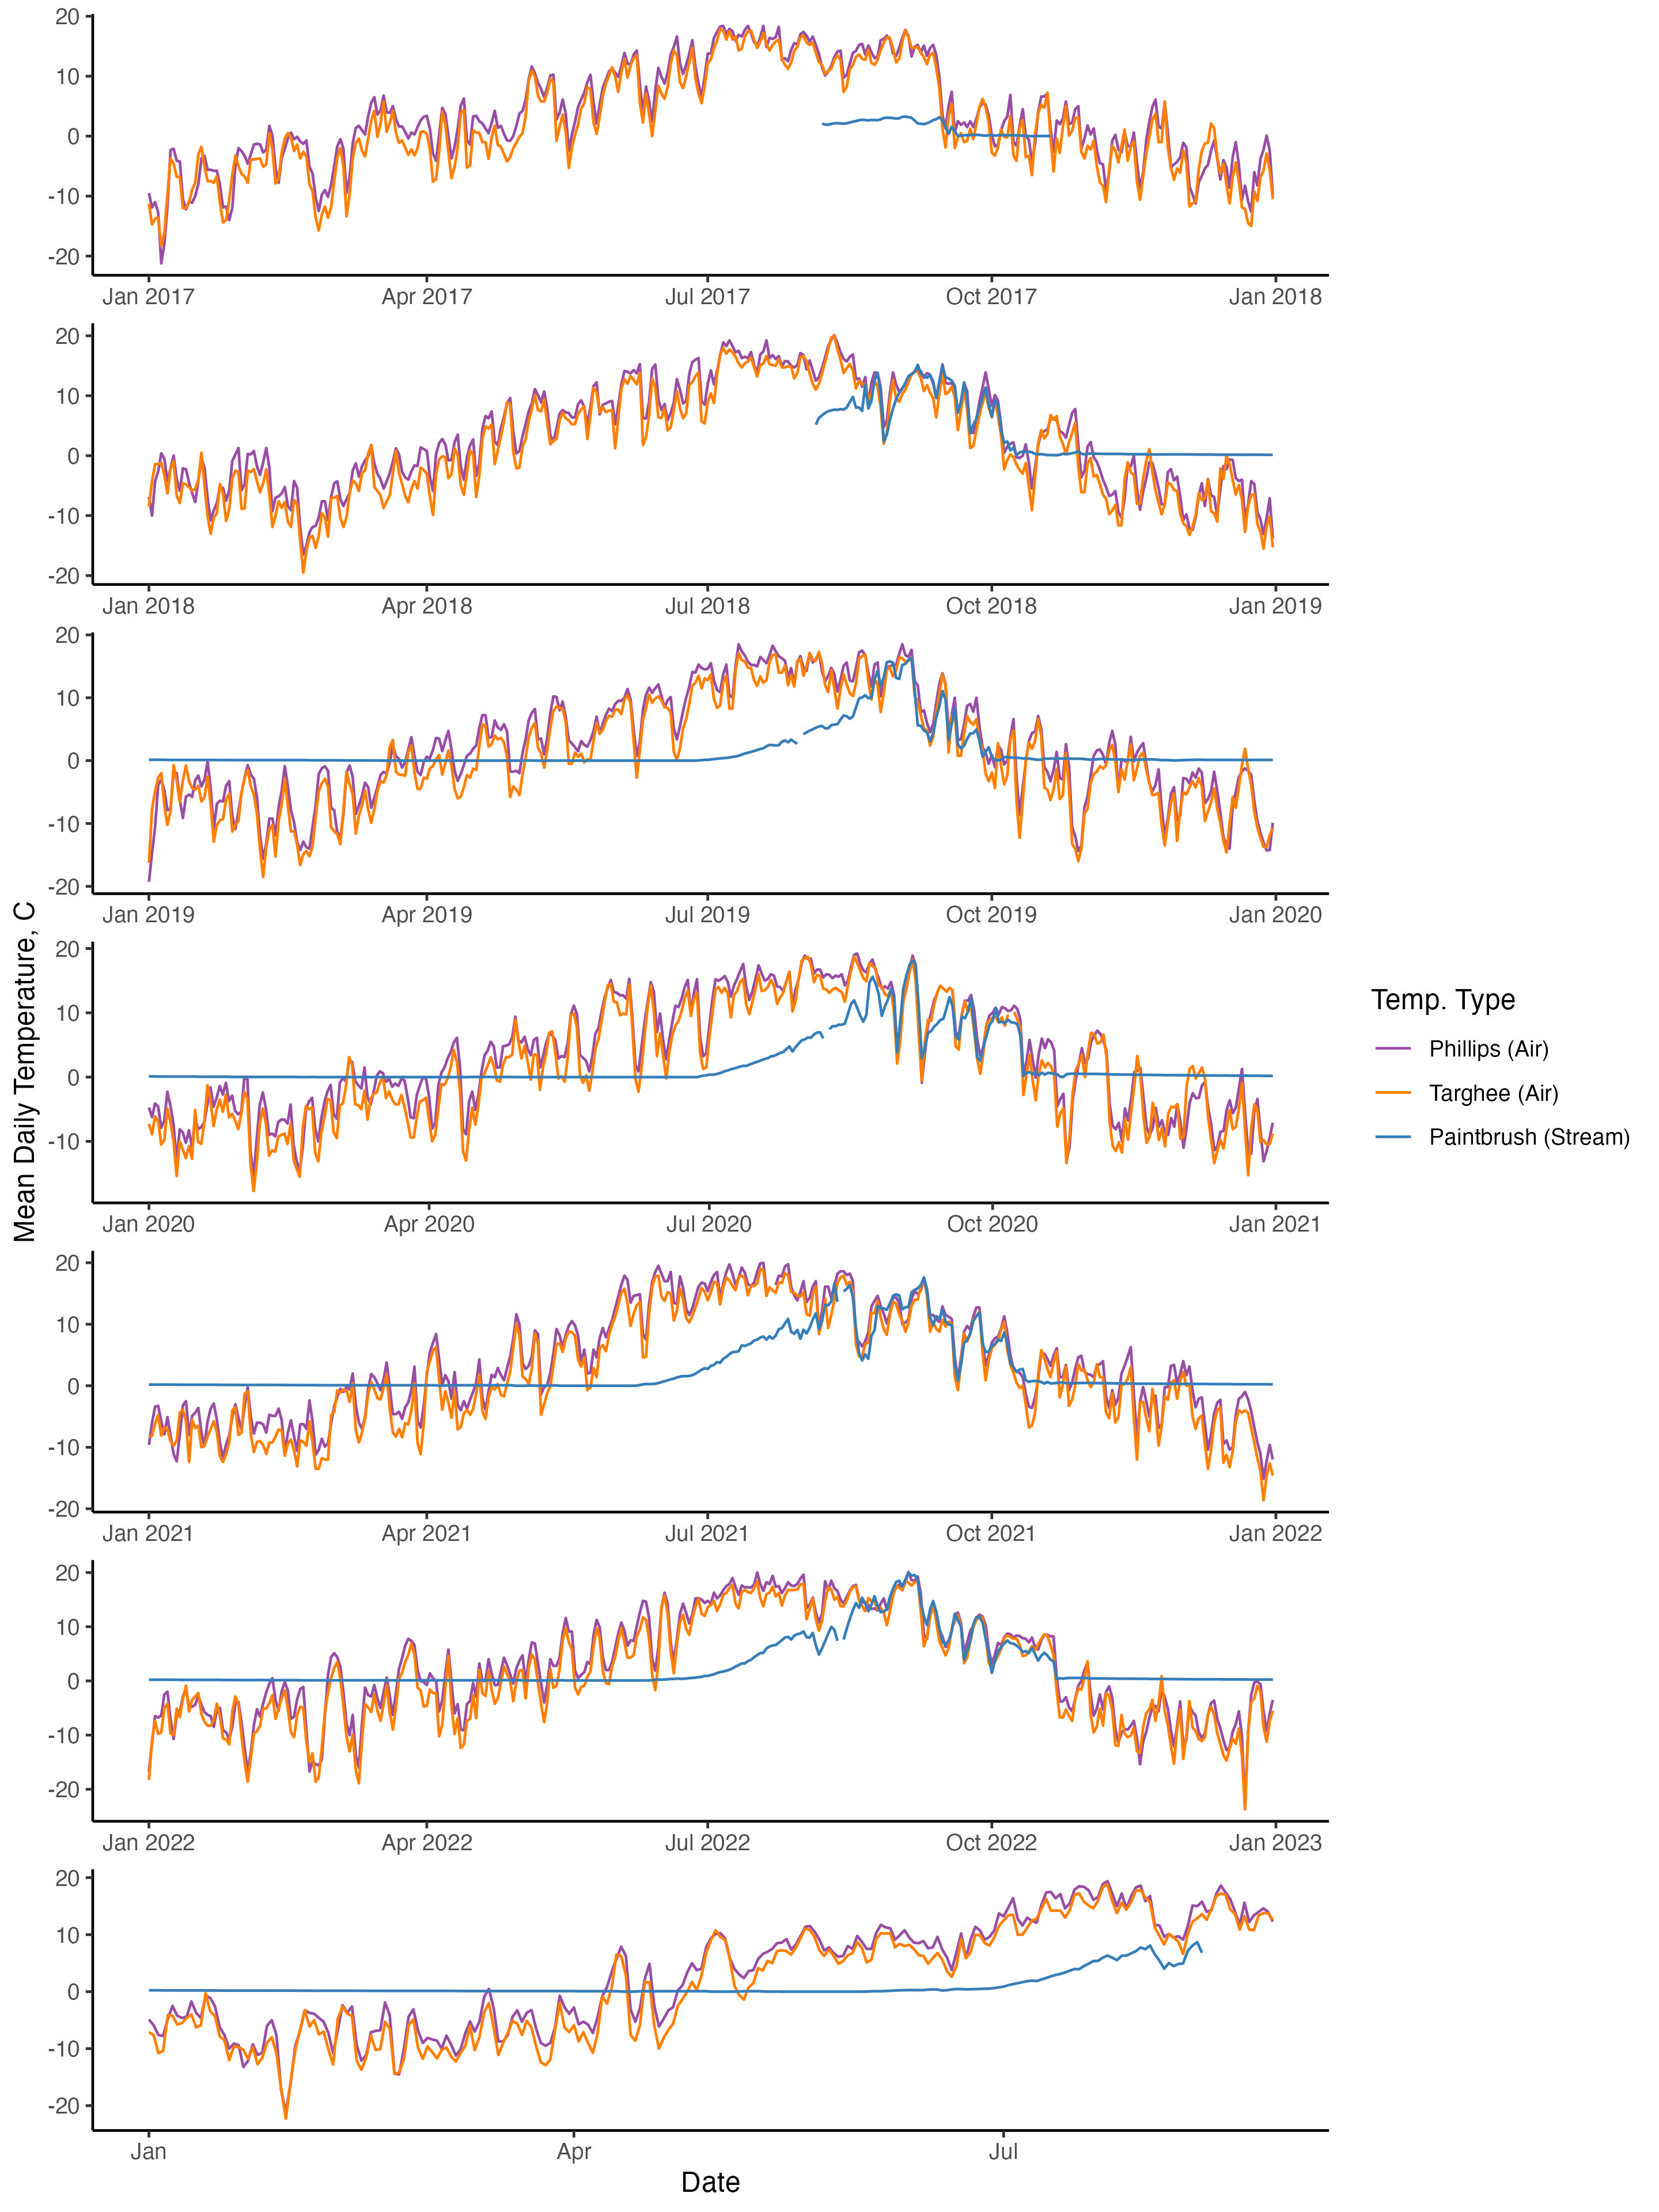 Mean Daily Temperature, C
20
10
0
-10
-20
Jan 2017 Apr 2017 Jul 2017 Oct 2017 Jan 2018
20
10
0
-10
-20
Jan 2018 Apr 2018 Jul 2018 Oct 2018 Jan 2019
20
10
0
-10
-20
Jan 2019 Apr 2019 Jul 2019 Oct 2019 Jan 2020
20
10
0
-10
Jan 2020 Apr 2020 Jul 2020 Oct 2020 Jan 2021
20
10
0
-10
-20
Jan 2021 Apr 2021 Jul 2021 Oct 2021 Jan 2022
20
10
0
-10
-20
Jan 2022 Apr 2022 Jul 2022 Oct 2022 Jan 2023
20
10
0
-10
-20
Jan Apr Jul
Date
Temp. Type
Phillips (Air)
Targhee (Air)
Paintbrush (Stream)